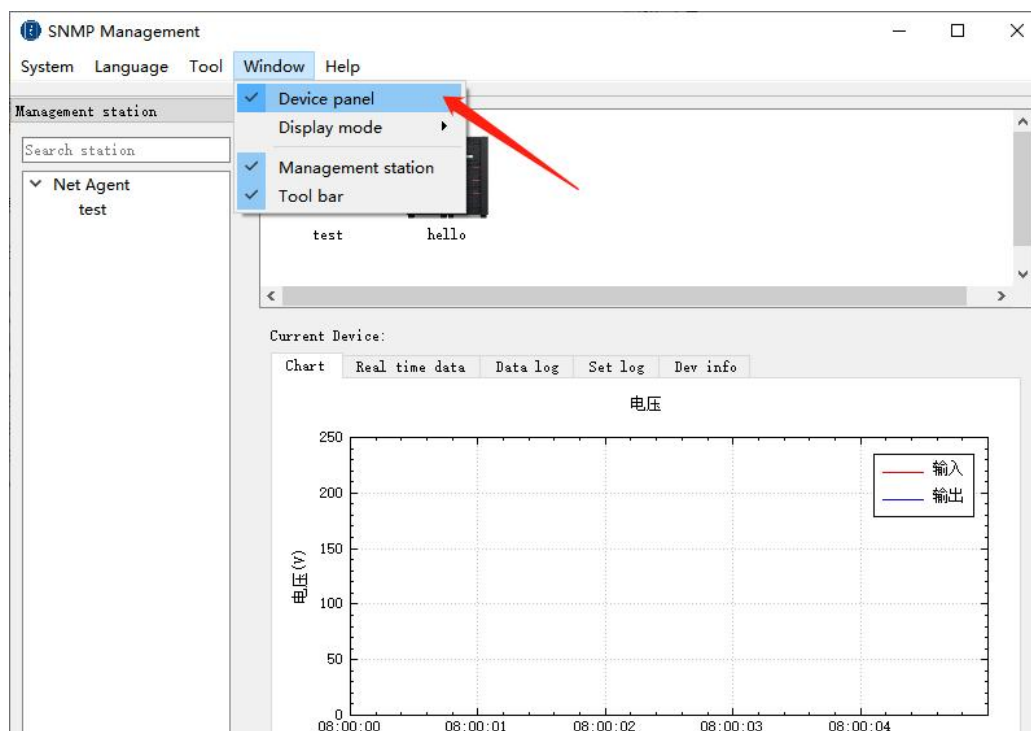 SNMP Management
System Language Tool Window Help
Management station
Search station
Net Agent
test
Device panel
Display mode
Management station
Tool bar
test hello
Current Device:
Chart Real time data Data log Set log Dev info
电压
输入
输出
电压(V)
250
200
150
100
50
0
08:00:00 08:00:01 08:00:02 08:00:03 08:00:04